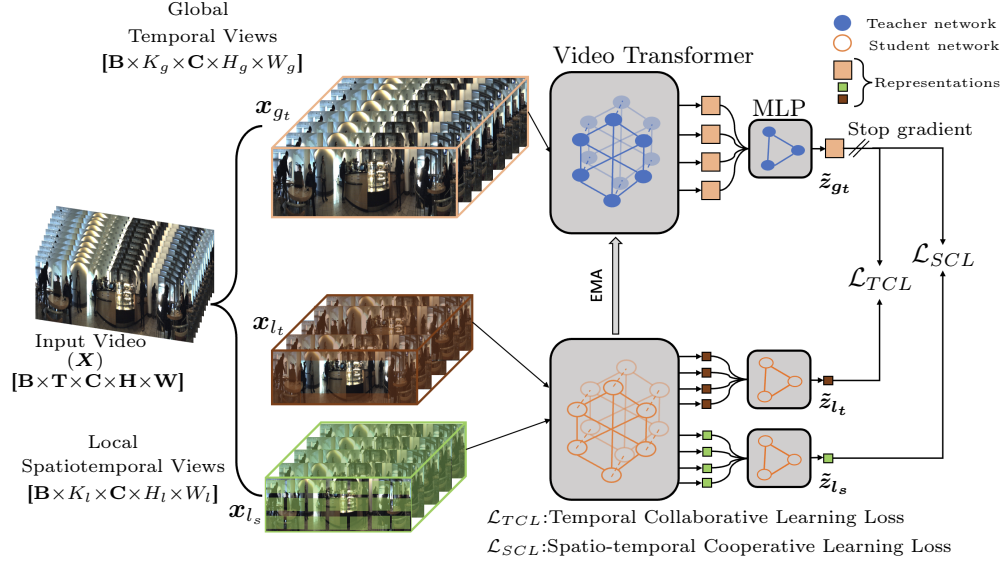 Global
Temporal Views
[B×K_g×C×H_g×W_g]
x_{g_t}
Video Transformer
MLP
Teacher network
Student network
Representations
Stop gradient
z̃_{g_t}
L_{SCL}
L_{TCL}
EMA
Input Video
(X)
[B×T×C×H×W]
x_{l_t}
z̃_{l_t}
Local
Spatiotemporal Views
[B×K_l×C×H_l×W_l]
x_{l_s}
z̃_{l_s}
L_{TCL}:Temporal Collaborative Learning Loss
L_{SCL}:Spatio-temporal Cooperative Learning Loss